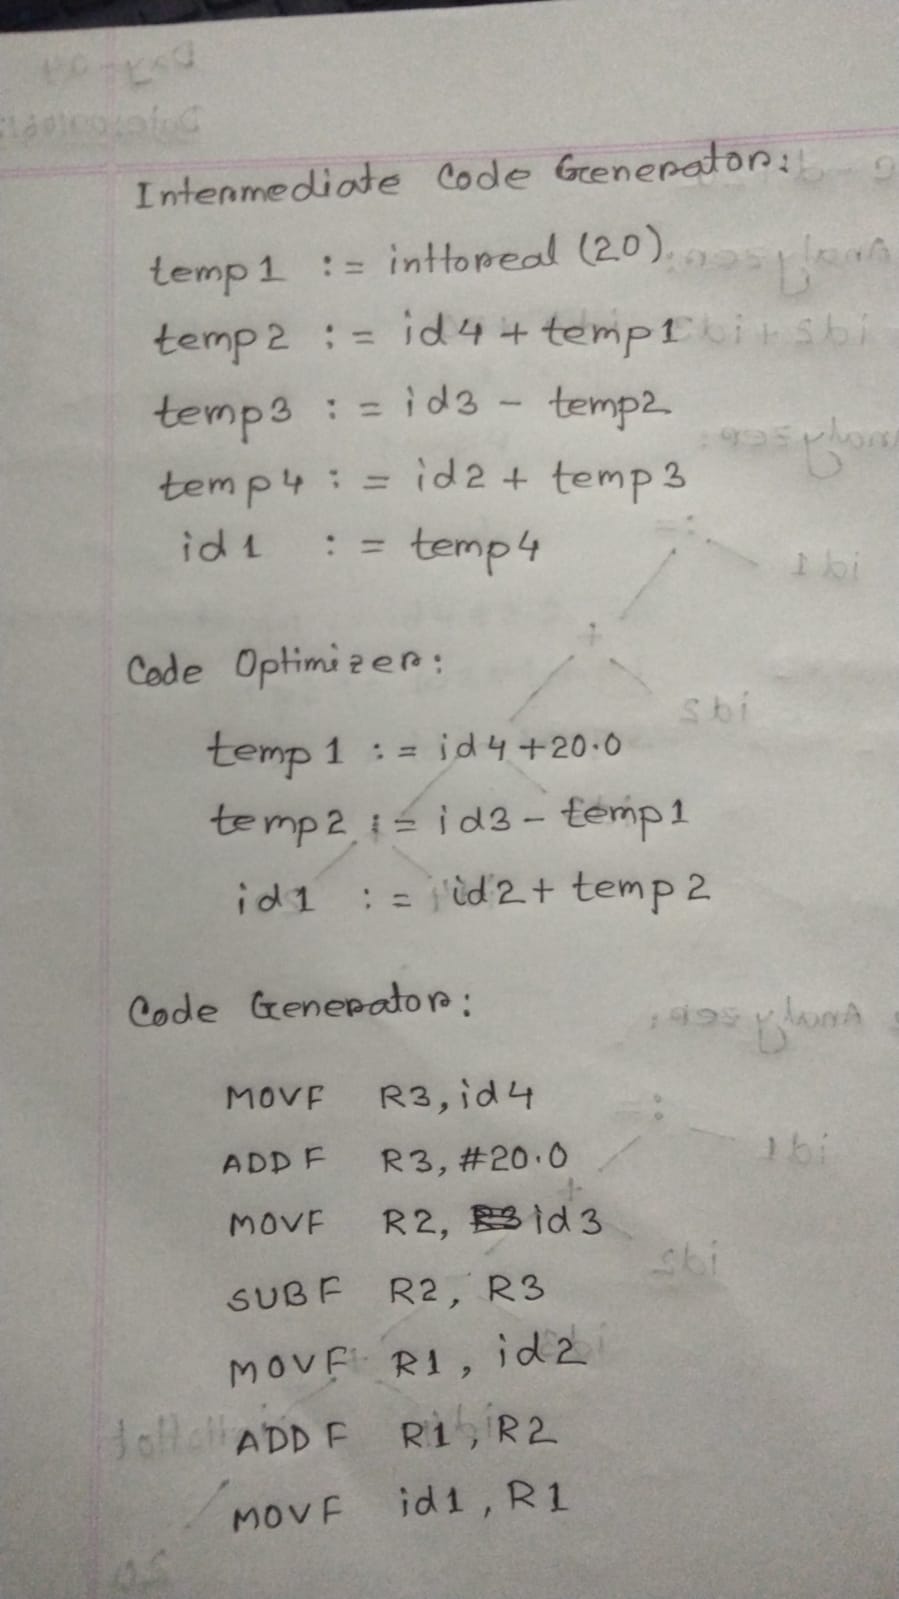 Intermediate Code Generator:
temp1 := inttoreal (20)
temp2 := id4 + temp1
temp3 := id3 - temp2
temp4 := id2 + temp3
id1 := temp4
Code Optimizer:
temp1 := id4+20.0
temp2 := id3 - temp1
id1 := id2+ temp2
Code Generator:
MOVF R3, id4
ADDF R3, #20.0
MOVF R2, id3
SUBF R2, R3
MOVF R1, id2
ADDF R1, R2
MOVF id1, R1